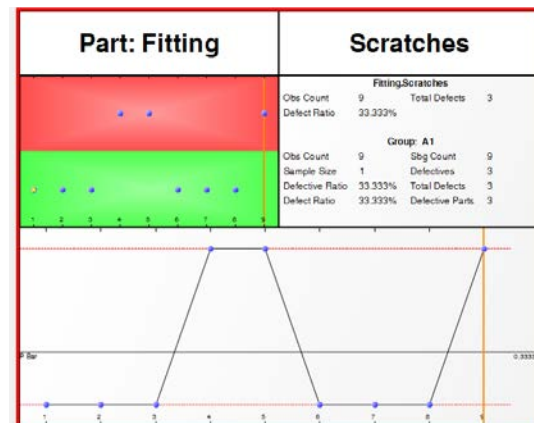 Part: Fitting
Scratches
1 2 3 4 5 6 7 8 9
Fitting,Scratches
Obs Count 9 Total Defects 3
Defect Ratio 33.333%
Group: A1
Obs Count 9 Sbg Count 9
Sample Size 1 Defectives 3
Defective Ratio 33.333% Total Defects 3
Defect Ratio 33.333% Defective Parts 3
P Bar
1 2 3 4 5 6 7 8 9